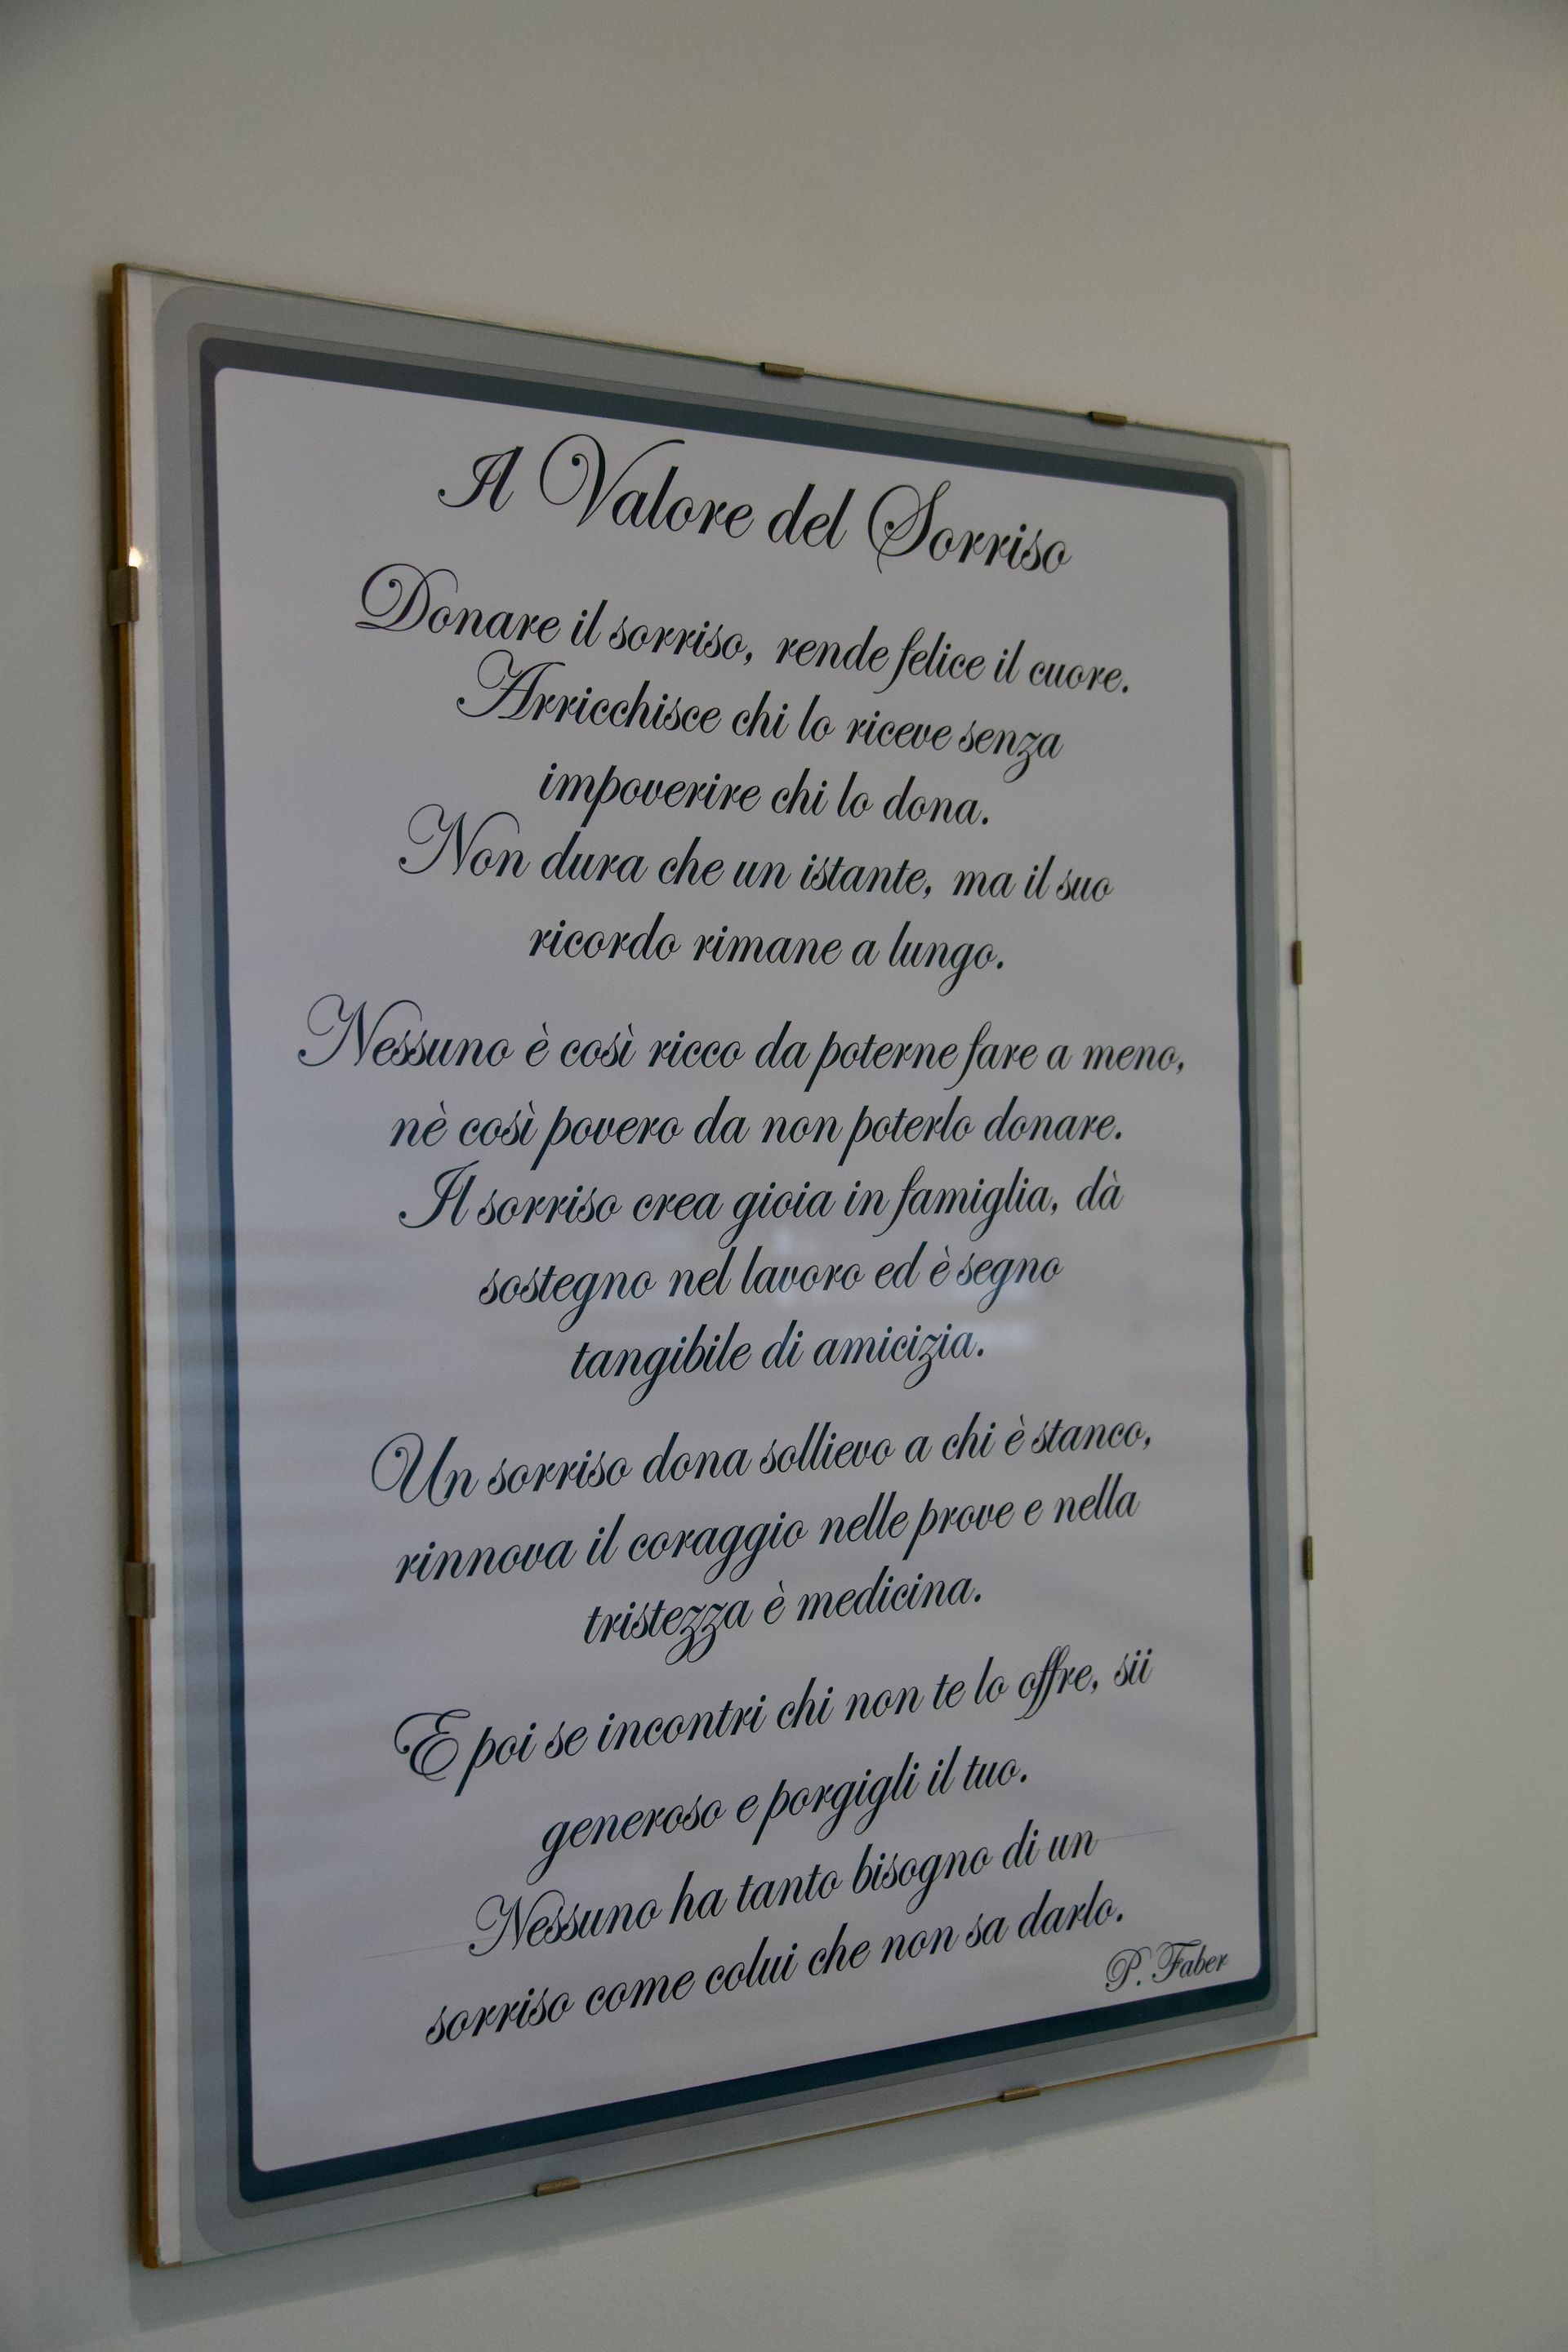 Il Valore del Sorriso
Donare il sorriso, rende felice il cuore.
Arricchisce chi lo riceve senza
impoverire chi lo dona.
Non dura che un istante, ma il suo
ricordo rimane a lungo.
Nessuno è così ricco da poterne fare a meno,
nè così povero da non poterlo donare.
Il sorriso crea gioia in famiglia, dà
sostegno nel lavoro ed è segno
tangibile di amicizia.
Un sorriso dona sollievo a chi è stanco,
rinnova il coraggio nelle prove e nella
tristezza è medicina.
E poi se incontri chi non te lo offre, sii
generoso e porgigli il tuo.
Nessuno ha tanto bisogno di un
sorriso come colui che non sa darlo.
P. Faber